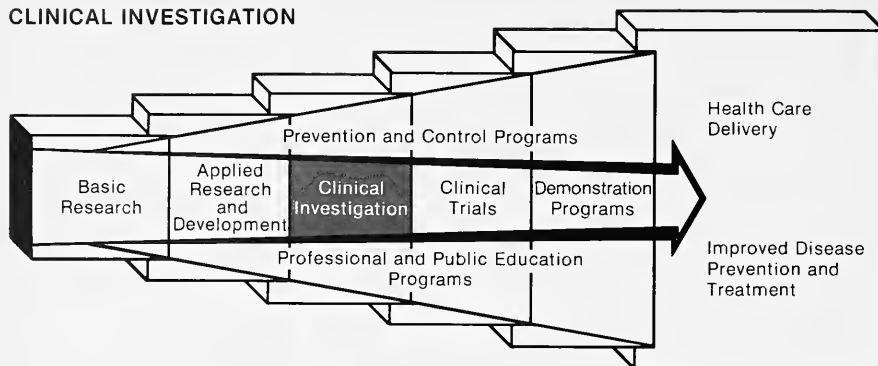 CLINICAL INVESTIGATION
Prevention and Control Programs
Basic
Research
Applied
Research
and
Development
Clinical
Investigation
Clinical
Trials
Demonstration
Programs
Professional and Public Education
Programs
Health Care
Delivery
Improved Disease
Prevention and
Treatment